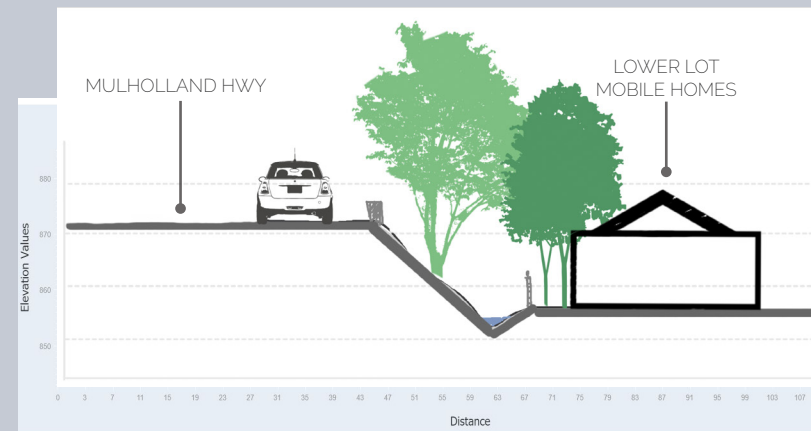 MULHOLLAND HWY
LOWER LOT
MOBILE HOMES
880
870
860
850
Elevation Values
0 3 7 11 15 19 23 27 31 35 39 43 47 51 55 59 63 67 71 75 79 83 87 91 95 99 103 107
Distance